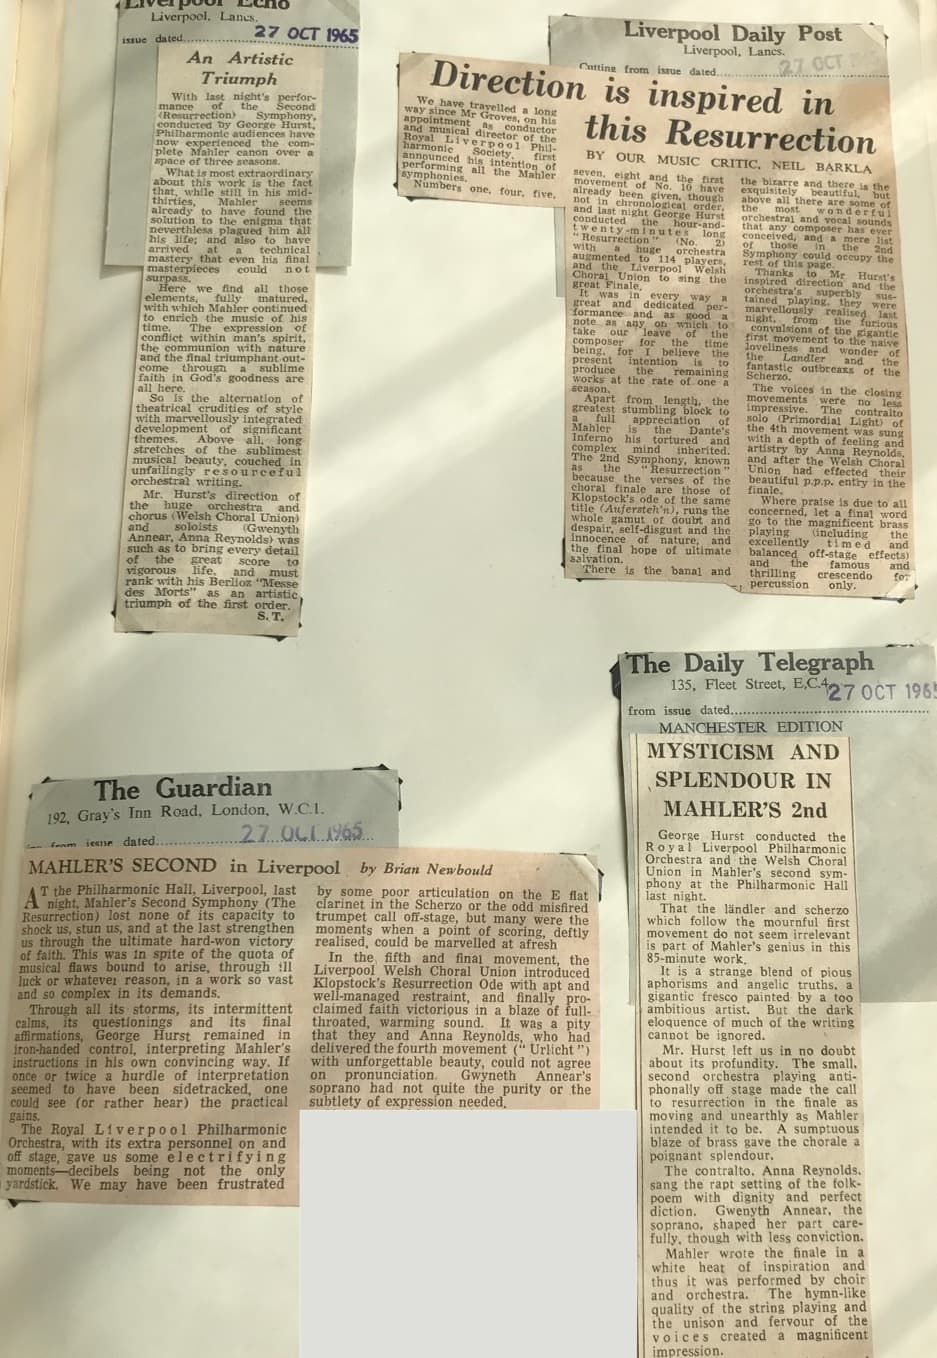 Liverpool Echo
Liverpool, Lancs.
issue dated 27 OCT 1965
An Artistic
Triumph
With last night's perfor-
mance of the Second
(Resurrection) Symphony,
conducted by George Hurst,
Philharmonic audiences have
now experienced the com-
plete Mahler canon over a
space of three seasons.
What is most extraordinary
about this work is the fact
that, while still in his mid-
thirties, Mahler seems
already to have found the
solution to the enigma that
neverthless plagued him all
his life; and also to have
arrived at a technical
mastery that even his final
masterpieces could not
surpass.
Here we find all those
elements, fully matured,
with which Mahler continued
to enrich the music of his
time. The expression of
conflict within man's spirit,
the communion with nature
and the final triumphant out-
come through a sublime
faith in God's goodness are
all here.
So is the alternation of
theatrical crudities of style
with marvellously integrated
development of significant
themes. Above all, long
stretches of the sublimest
musical beauty, couched in
unfailingly resourceful
orchestral writing.
Mr. Hurst's direction of
the huge orchestra and
chorus (Welsh Choral Union)
and soloists (Gwenyth
Annear, Anna Reynolds) was
such as to bring every detail
of the great score to
vigorous life, and must
rank with his Berlioz "Messe
des Morts" as an artistic
triumph of the first order.
S. T.
Liverpool Daily Post
Liverpool, Lancs.
Cutting from issue dated 27 OCT
Direction is inspired in
this Resurrection
BY OUR MUSIC CRITIC, NEIL BARKLA
We have travelled a long
way since Mr Groves, on his
appointment as conductor
and musical director of the
Royal Liverpool Phil-
harmonic Society, first
announced his intention of
performing all the Mahler
symphonies.
Numbers one, four, five,
seven, eight and the first
movement of No. 10 have
already been given, though
not in chronological order,
and last night George Hurst
conducted the hour-and-
twenty-minutes long
"Resurrection" (No. 2)
with a huge orchestra
augmented to 114 players,
and the Liverpool Welsh
Choral Union to sing the
great Finale.
It was in every way a
great and dedicated per-
formance and as good a
note as any on which to
take our leave of the
composer for the time
being, for I believe the
present intention is to
produce the remaining
works at the rate of one a
season.
Apart from length, the
greatest stumbling block to
a full appreciation of
Mahler is the Dante's
Inferno his tortured and
complex mind inherited.
The 2nd Symphony, known
as the "Resurrection"
because the verses of the
choral finale are those of
Klopstock's ode of the same
title (Aufersteh'n), runs the
whole gamut of doubt and
despair, self-disgust and the
innocence of nature, and
the final hope of ultimate
salvation.
There is the banal and
the bizarre and there is the
exquisitely beautiful, but
above all there are some of
the most wonderful
orchestral and vocal sounds
that any composer has ever
conceived, and a mere list
of those in the 2nd
Symphony could occupy the
rest of this page.
Thanks to Mr Hurst's
inspired direction and the
orchestra's superbly sus-
tained playing, they were
marvellously realised last
night, from the furious
convulsions of the gigantic
first movement to the naive
loveliness and wonder of
the Landler and the
fantastic outbreaks of the
Scherzo.
The voices in the closing
movements were no less
impressive. The contralto
solo (Primordial Light) of
the 4th movement was sung
with a depth of feeling and
artistry by Anna Reynolds,
and after the Welsh Choral
Union had effected their
beautiful p.p.p. entry in the
finale.
Where praise is due to all
concerned, let a final word
go to the magnificent brass
playing (including the
excellently timed and
balanced off-stage effects)
and the famous and
thrilling crescendo for
percussion only.
The Guardian
192, Gray's Inn Road, London, W.C.1.
from issue dated 27 OCT 1965
MAHLER'S SECOND in Liverpool by Brian Newbould
AT the Philharmonic Hall, Liverpool, last
night, Mahler's Second Symphony (The
Resurrection) lost none of its capacity to
shock us, stun us, and at the last strengthen
us through the ultimate hard-won victory
of faith. This was in spite of the quota of
musical flaws bound to arise, through ill
luck or whatever reason, in a work so vast
and so complex in its demands.
Through all its storms, its intermittent
calms, its questionings and its final
affirmations, George Hurst remained in
iron-handed control, interpreting Mahler's
instructions in his own convincing way. If
once or twice a hurdle of interpretation
seemed to have been sidetracked, one
could see (or rather hear) the practical
gains.
The Royal Liverpool Philharmonic
Orchestra, with its extra personnel on and
off stage, gave us some electrifying
moments—decibels being not the only
yardstick. We may have been frustrated
by some poor articulation on the E flat
clarinet in the Scherzo or the odd misfired
trumpet call off-stage, but many were the
moments when a point of scoring, deftly
realised, could be marvelled at afresh
In the fifth and final movement, the
Liverpool Welsh Choral Union introduced
Klopstock's Resurrection Ode with apt and
well-managed restraint, and finally pro-
claimed faith victorious in a blaze of full-
throated, warming sound. It was a pity
that they and Anna Reynolds, who had
delivered the fourth movement ("Urlicht")
with unforgettable beauty, could not agree
on pronunciation. Gwyneth Annear's
soprano had not quite the purity or the
subtlety of expression needed.
The Daily Telegraph
135, Fleet Street, E.C.4.
from issue dated 27 OCT 1965
MANCHESTER EDITION
MYSTICISM AND
SPLENDOUR IN
MAHLER'S 2nd
George Hurst conducted the
Royal Liverpool Philharmonic
Orchestra and the Welsh Choral
Union in Mahler's second sym-
phony at the Philharmonic Hall
last night.
That the ländler and scherzo
which follow the mournful first
movement do not seem irrelevant
is part of Mahler's genius in this
85-minute work.
It is a strange blend of pious
aphorisms and angelic truths, a
gigantic fresco painted by a too
ambitious artist. But the dark
eloquence of much of the writing
cannot be ignored.
Mr. Hurst left us in no doubt
about its profundity. The small,
second orchestra playing anti-
phonally off stage made the call
to resurrection in the finale as
moving and unearthly as Mahler
intended it to be. A sumptuous
blaze of brass gave the chorale a
poignant splendour.
The contralto, Anna Reynolds,
sang the rapt setting of the folk-
poem with dignity and perfect
diction. Gwenyth Annear, the
soprano, shaped her part care-
fully, though with less conviction.
Mahler wrote the finale in a
white heat of inspiration and
thus it was performed by choir
and orchestra. The hymn-like
quality of the string playing and
the unison and fervour of the
voices created a magnificent
impression.